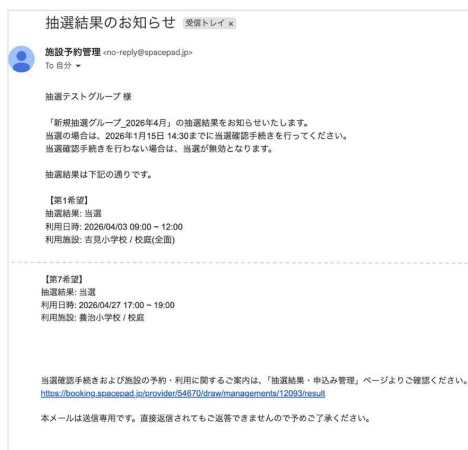 抽選結果のお知らせ 受信トレイ ×
施設予約管理 <no-reply@spacepad.jp>
To 自分
抽選テストグループ 様
「新規抽選グループ_2026年4月」の抽選結果をお知らせいたします。
当選の場合は、2026年1月15日 14:30までに当選確認手続きを行ってください。
当選確認手続きを行わない場合は、当選が無効となります。
抽選結果は下記の通りです。
【第1希望】
抽選結果: 当選
利用日時: 2026/04/03 09:00 ~ 12:00
利用施設: 吉見小学校 / 校庭(全面)
【第7希望】
抽選結果: 当選
利用日時: 2026/04/27 17:00 ~ 19:00
利用施設: 養治小学校 / 校庭
当選確認手続きおよび施設の予約・利用に関するご案内は、「抽選結果・申込み管理」ページよりご確認ください。
https://booking.spacepad.jp/provider/54670/draw/managements/12093/result
本メールは送信専用です。直接返信されてもご返答できませんので予めご了承ください。